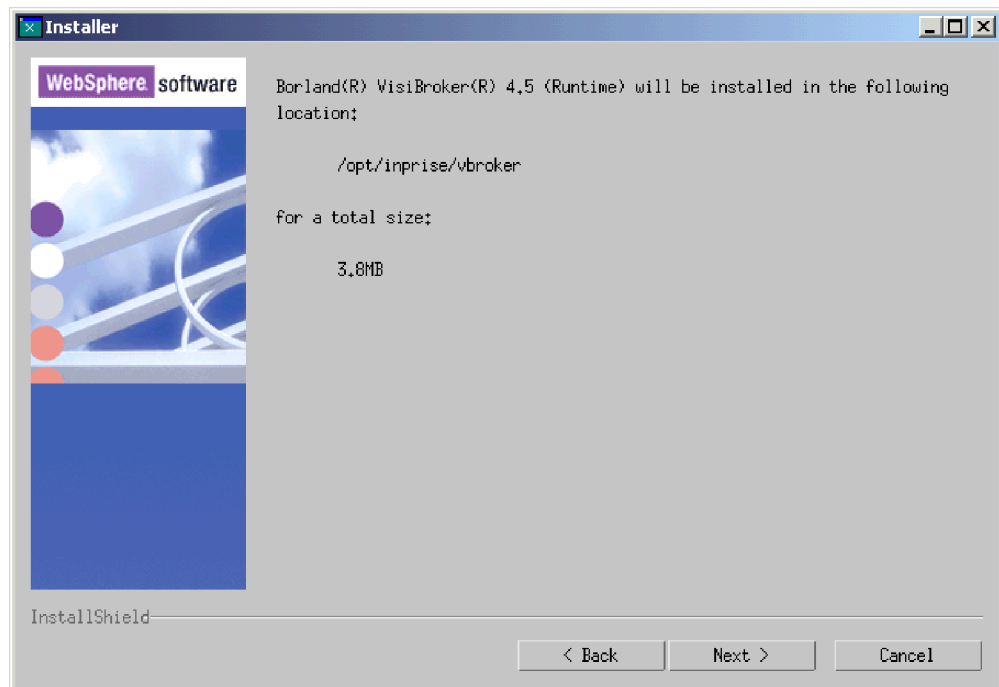 Installer
WebSphere software
Borland(R) VisiBroker(R) 4.5 (Runtime) will be installed in the following
location:
/opt/inprise/vbroker
for a total size:
3.8MB
InstallShield
< Back
Next >
Cancel